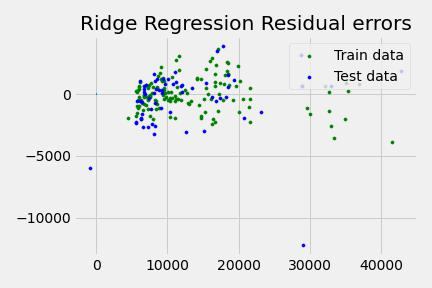 Ridge Regression Residual errors
Train data
Test data
0
−5000
−10000
0 10000 20000 30000 40000